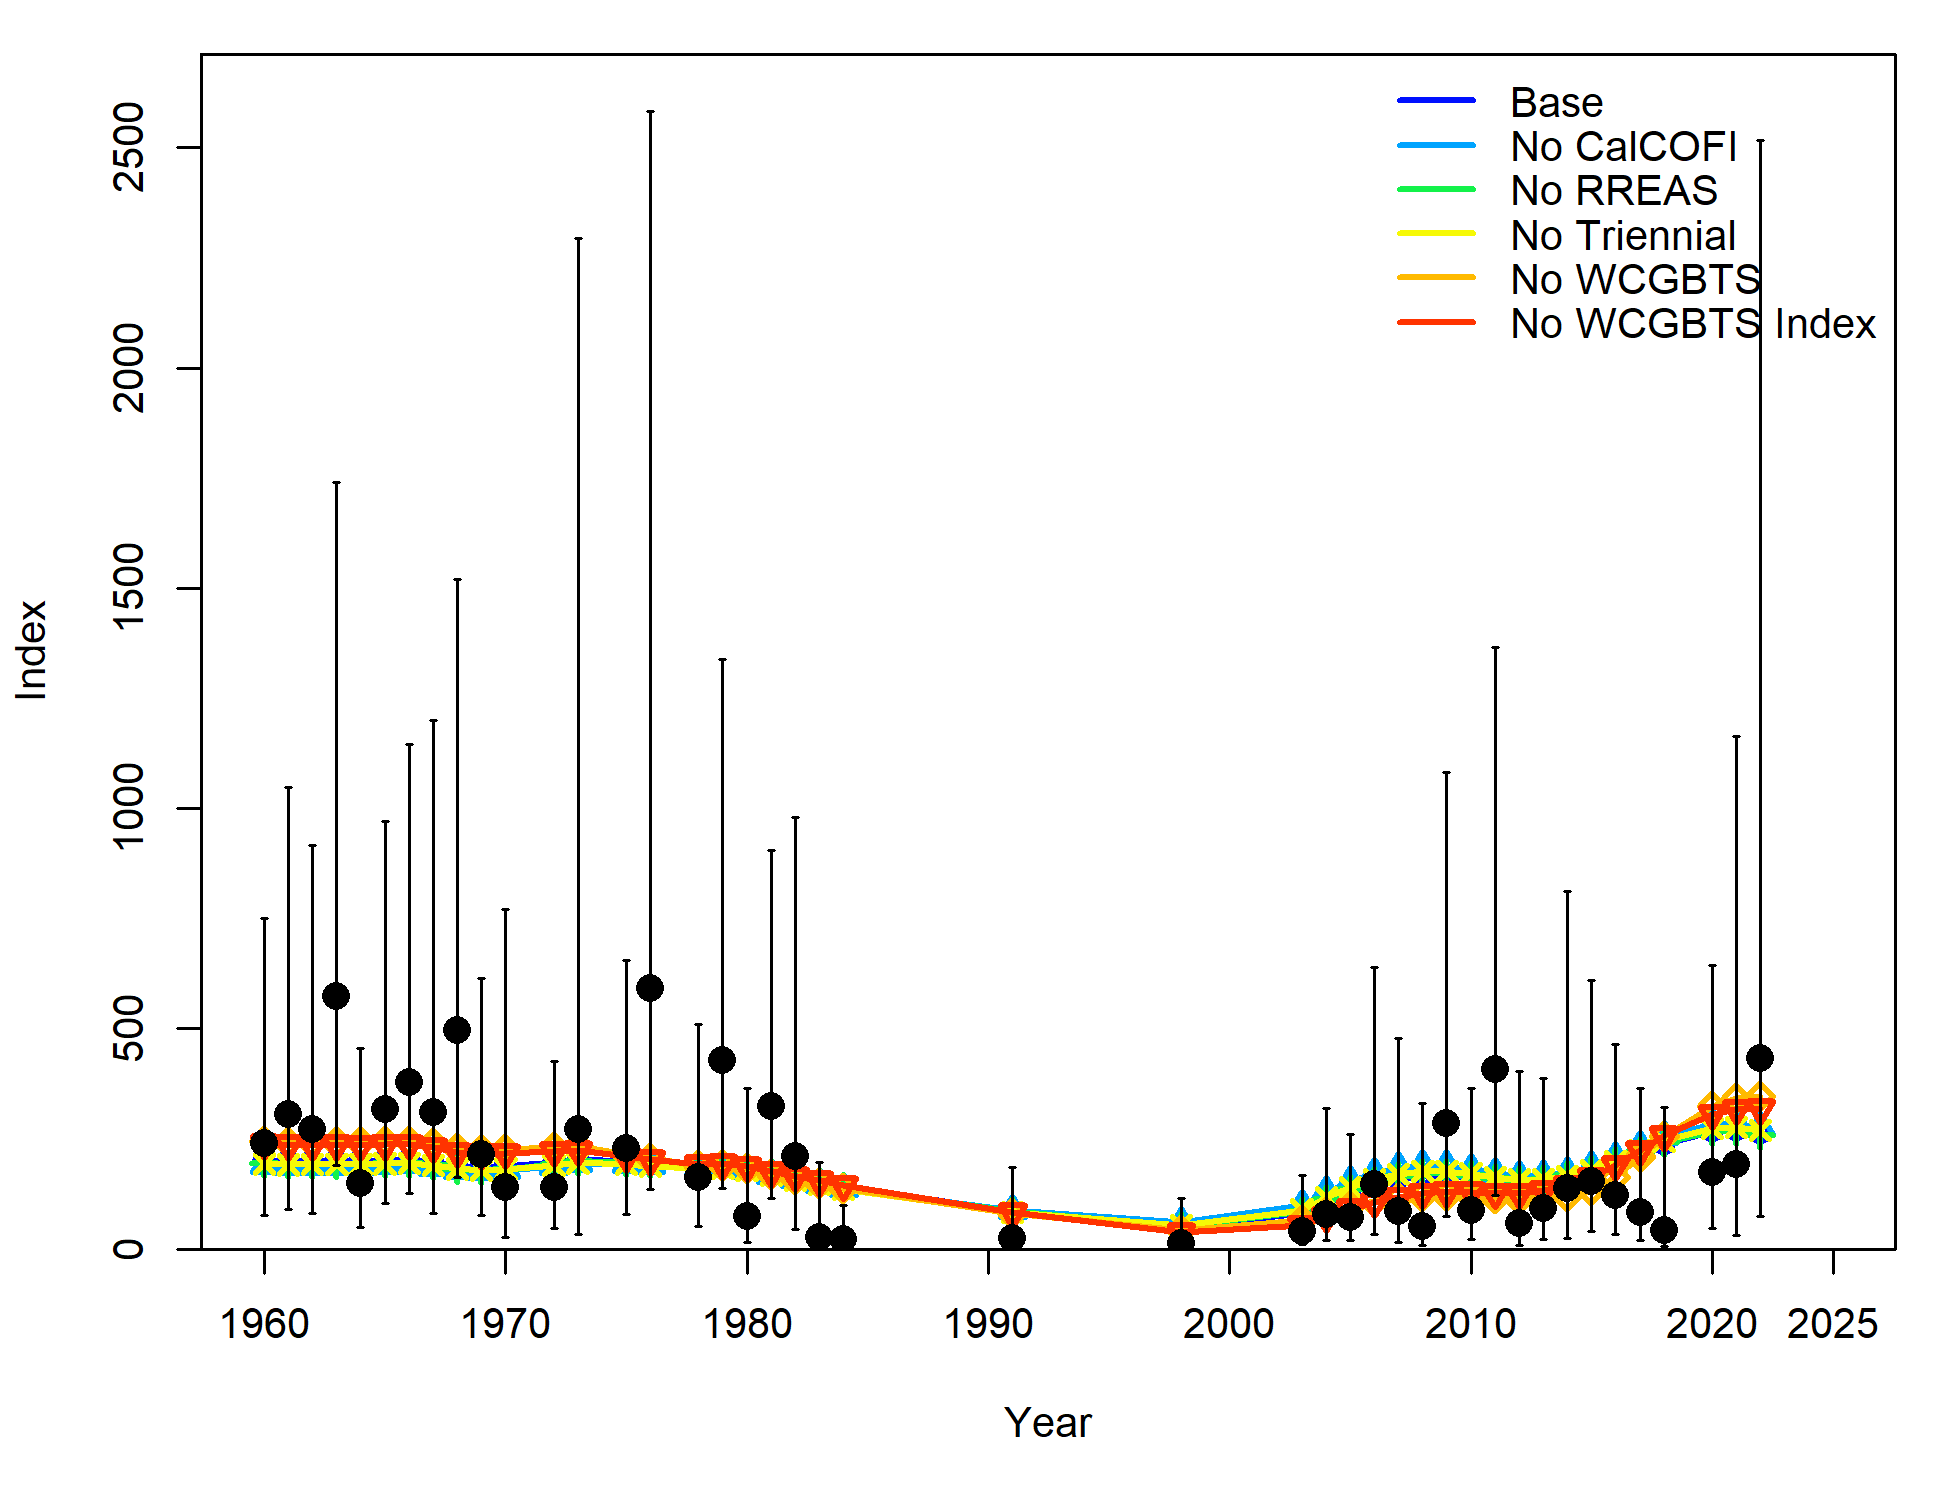 Base
No CalCOFI
No RREAS
No Triennial
No WCGBTS
No WCGBTS Index
2500
2000
1500
1000
500
0
Index
1960 1970 1980 1990 2000 2010 2020 2025
Year